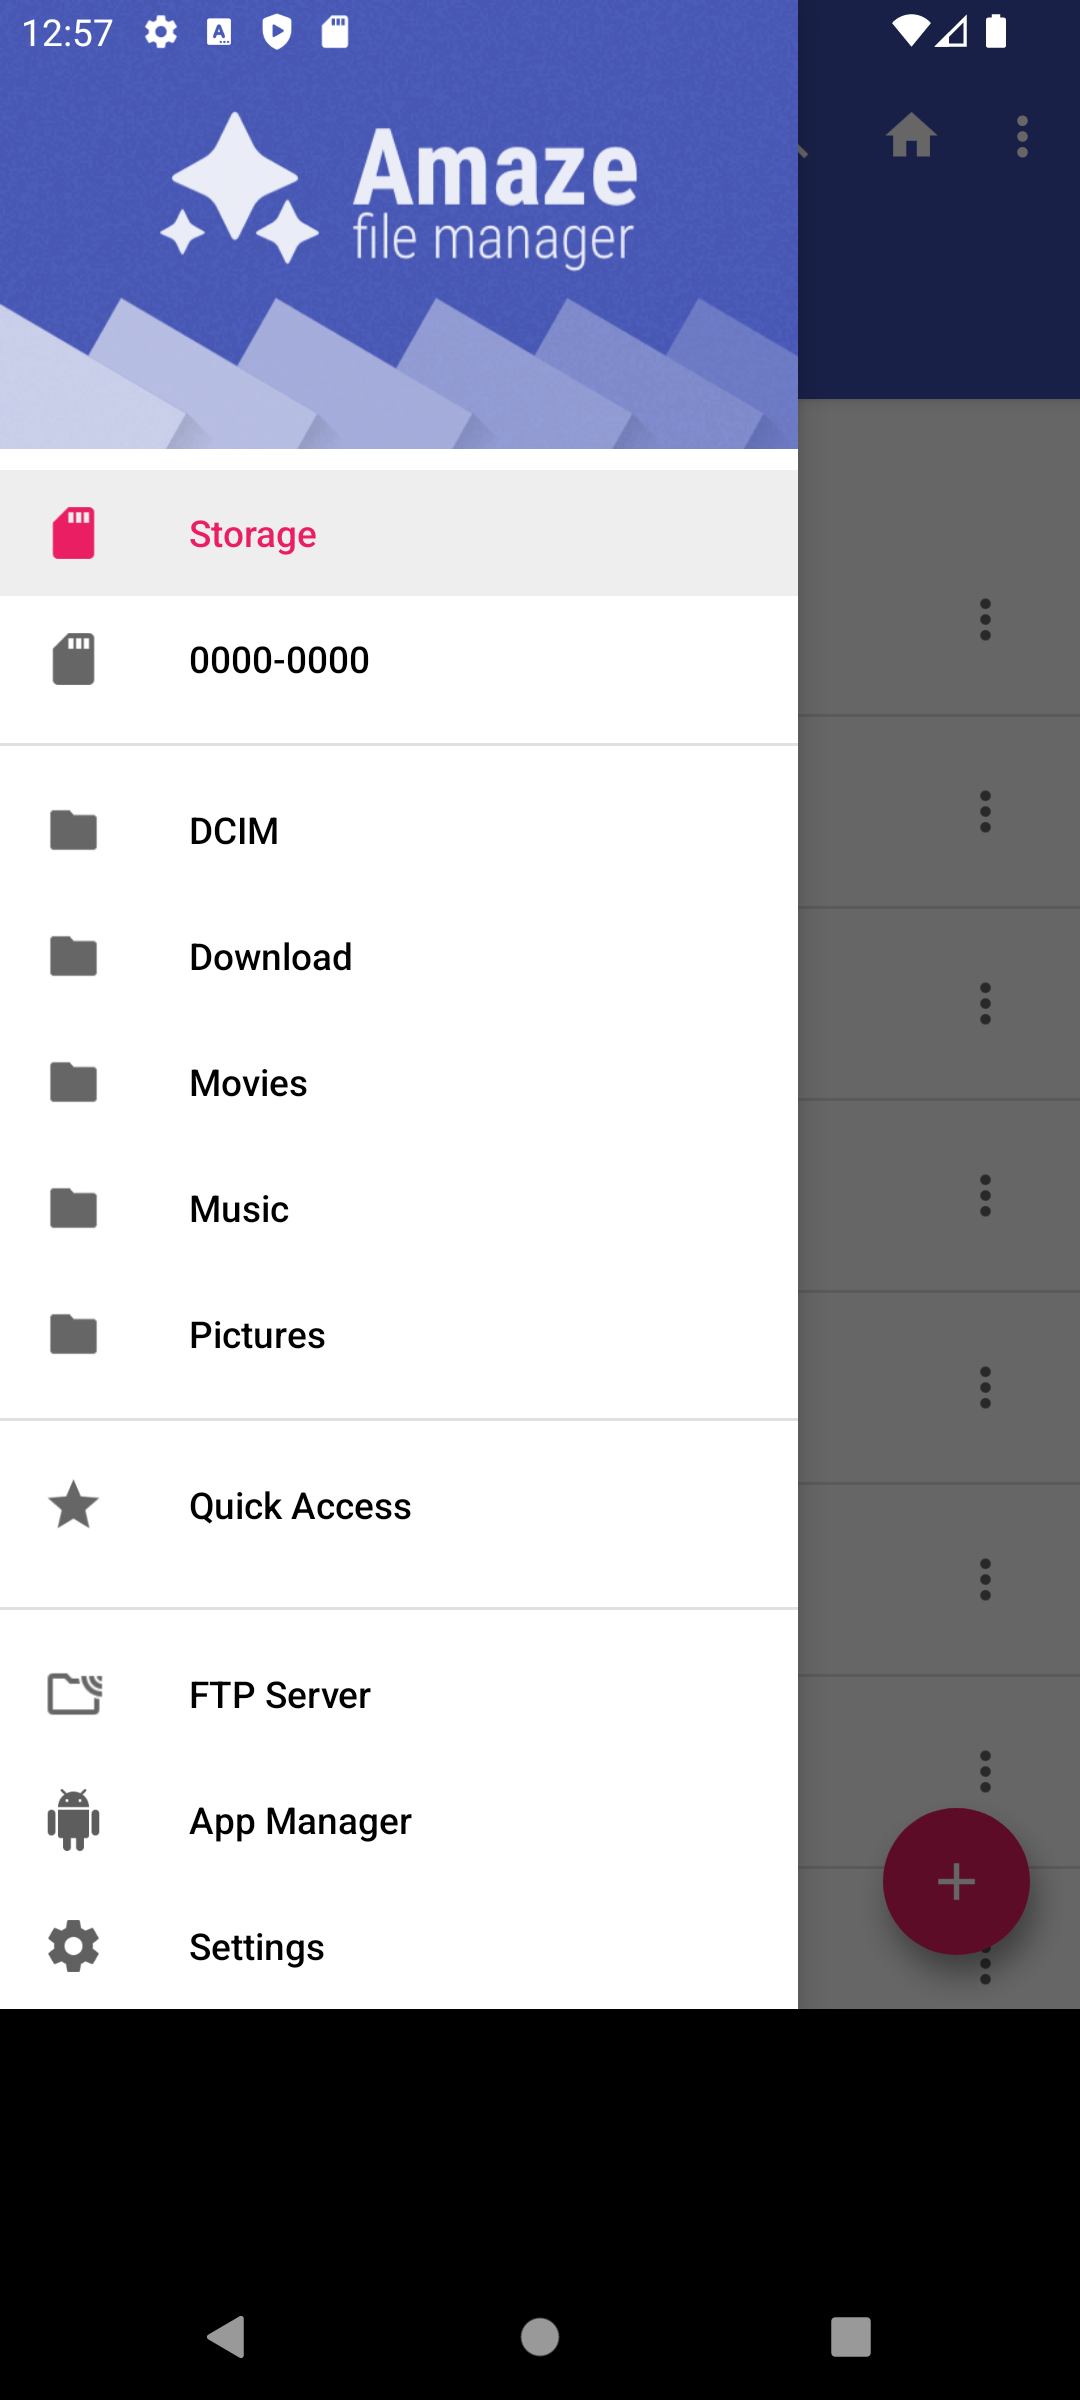 12:57
Amaze
file manager
Storage
0000-0000
DCIM
Download
Movies
Music
Pictures
Quick Access
FTP Server
App Manager
Settings